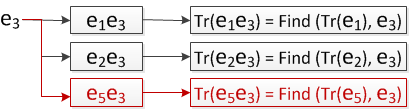 e₃ e₁e₃ Tr(e₁e₃) = Find (Tr(e₁), e₃)
e₂e₃ Tr(e₂e₃) = Find (Tr(e₂), e₃)
e₅e₃ Tr(e₅e₃) = Find (Tr(e₅), e₃)